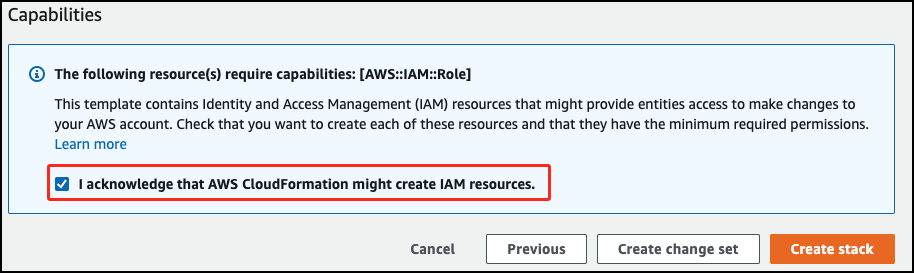 Capabilities
The following resource(s) require capabilities: [AWS::IAM::Role]
This template contains Identity and Access Management (IAM) resources that might provide entities access to make changes to
your AWS account. Check that you want to create each of these resources and that they have the minimum required permissions.
Learn more
I acknowledge that AWS CloudFormation might create IAM resources.
Cancel Previous Create change set Create stack